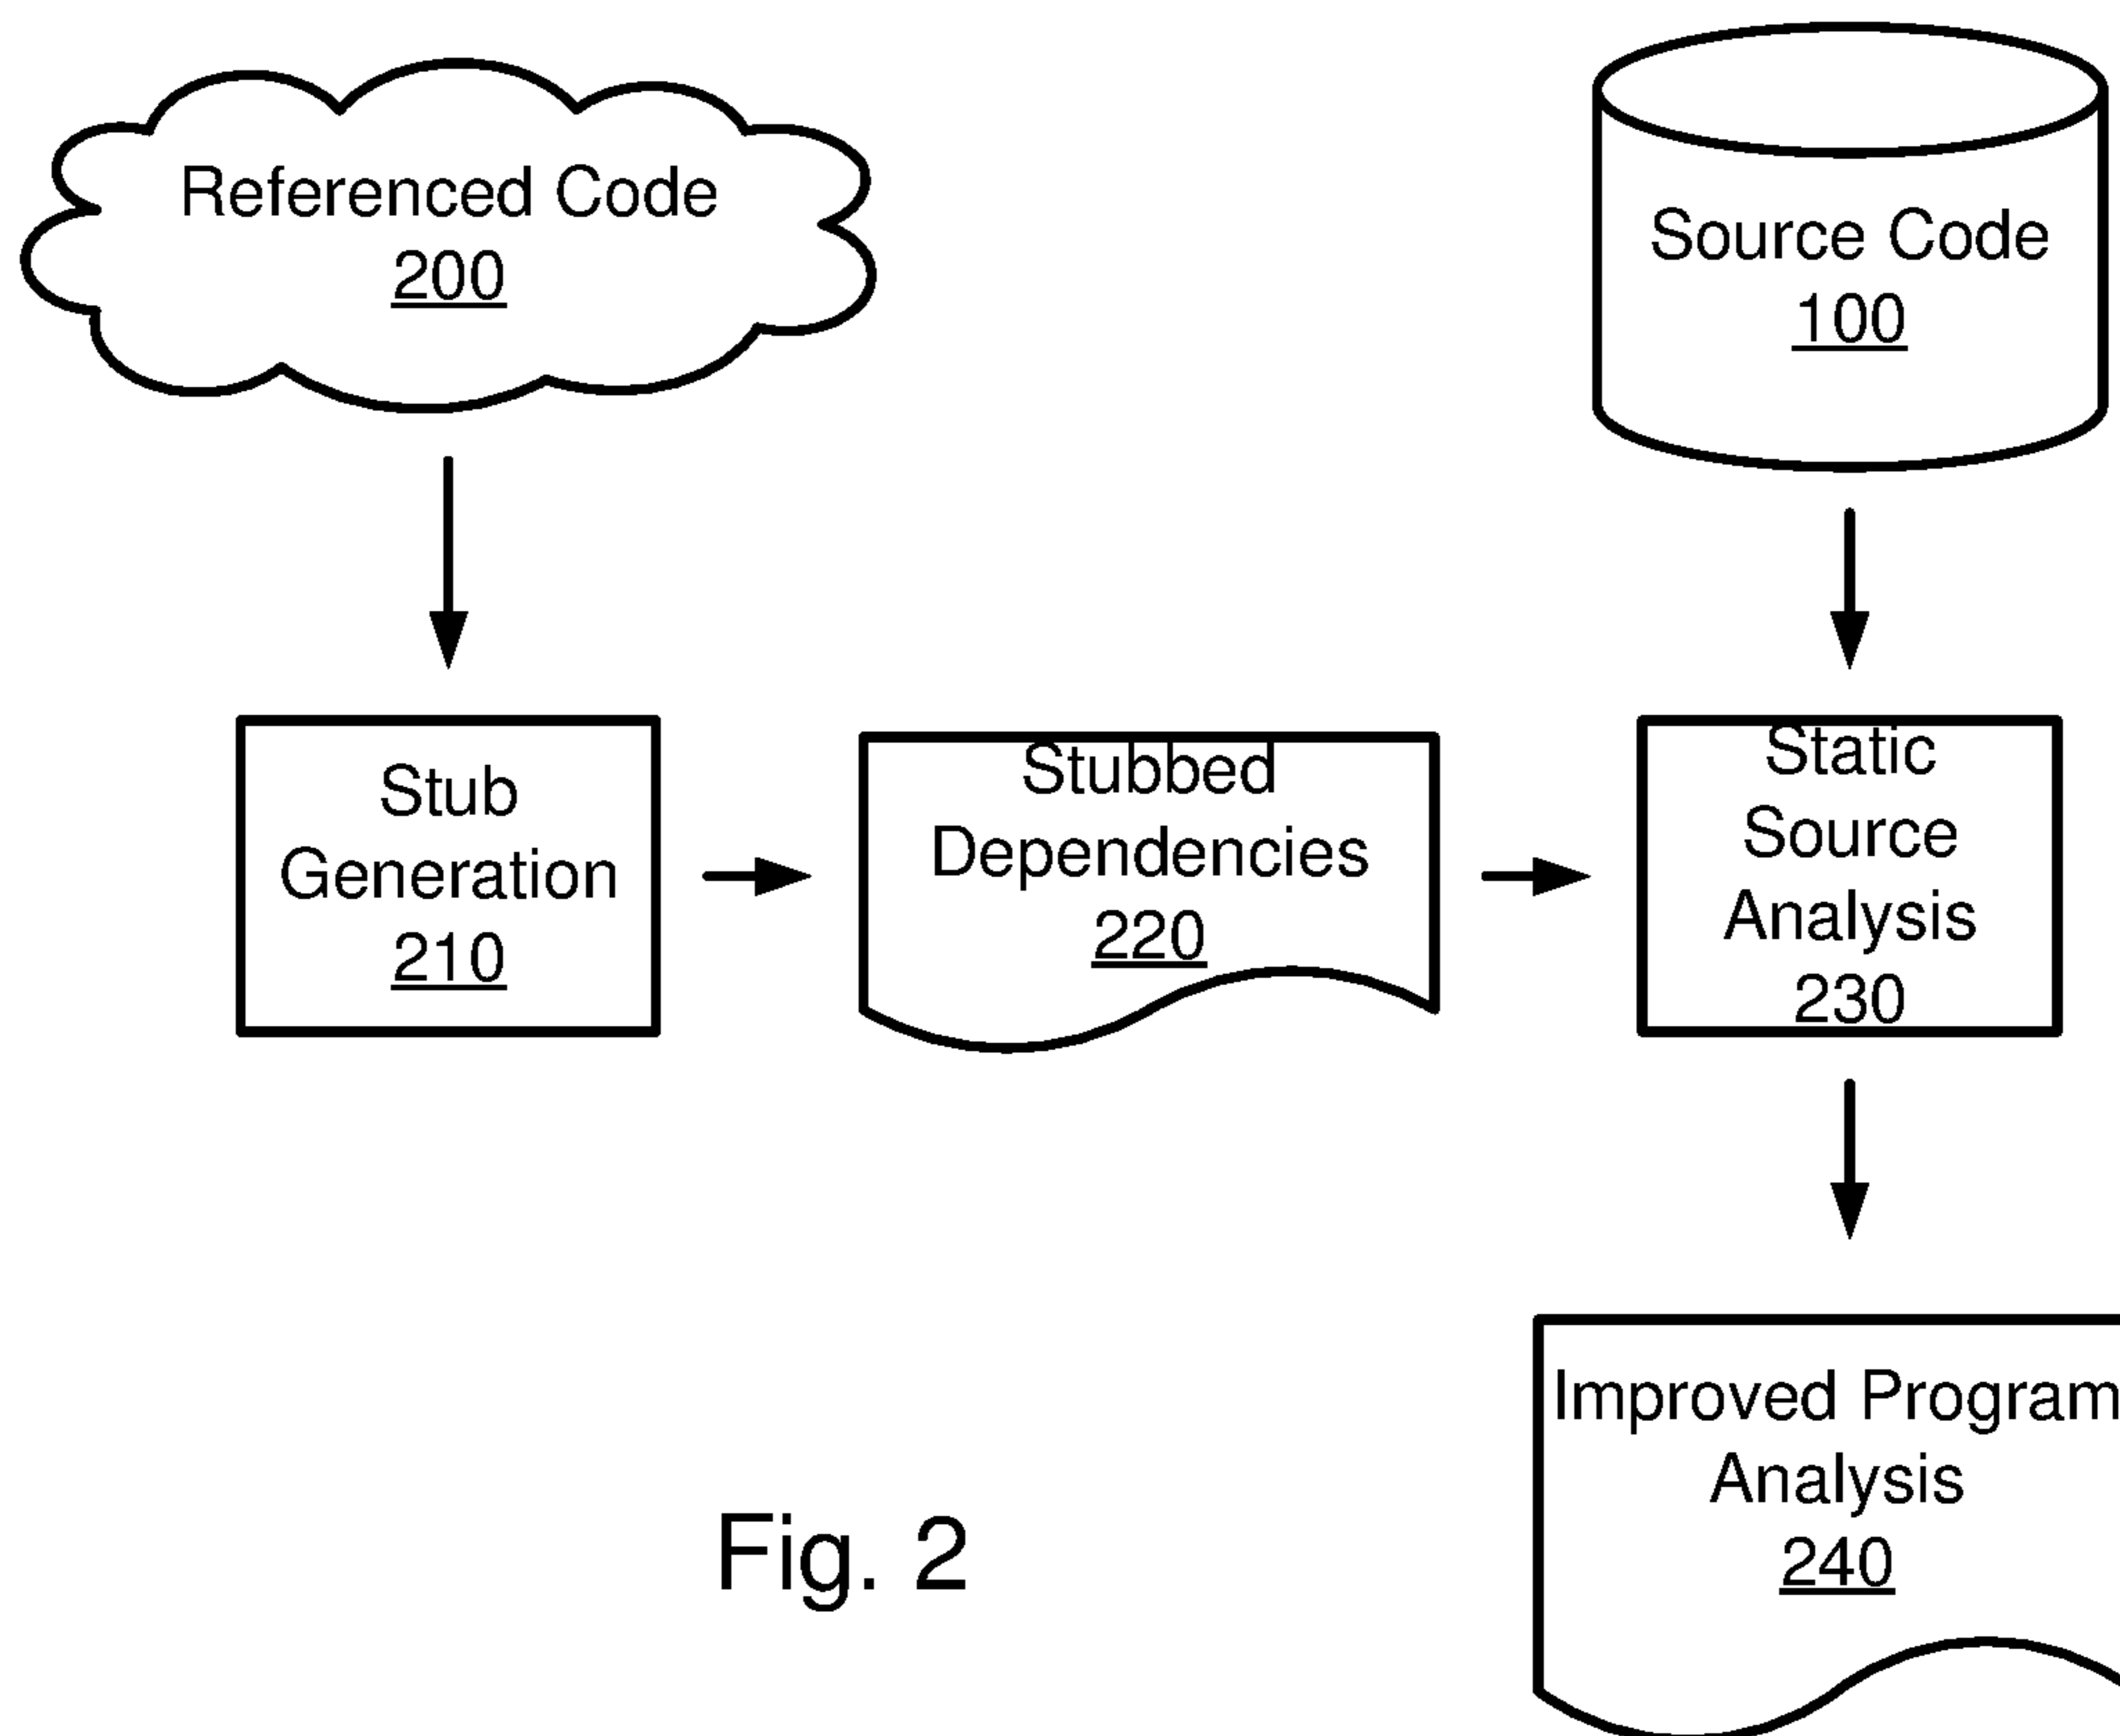 Referenced Code
200
Source Code
100
Stub
Generation
210
Stubbed
Dependencies
220
Static
Source
Analysis
230
Improved Program
Analysis
240
Fig. 2